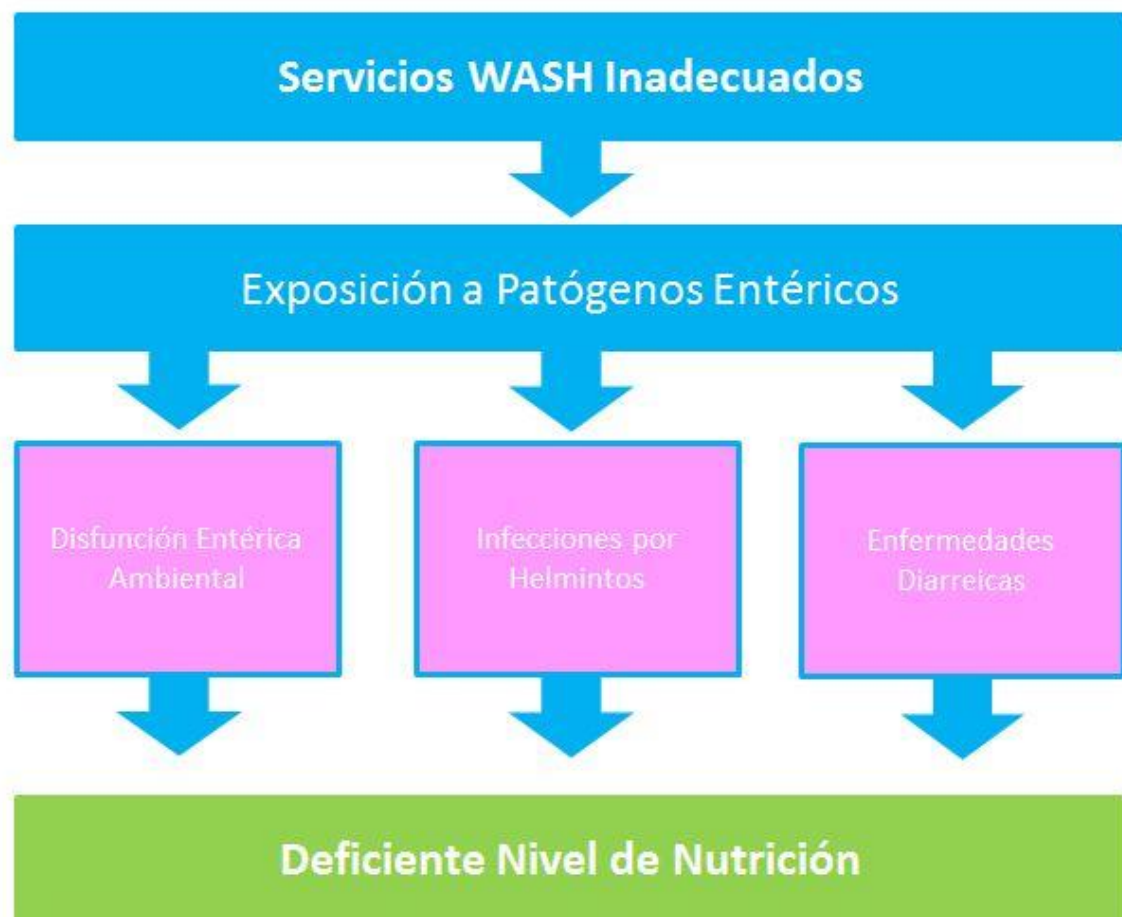 Servicios WASH Inadecuados
Exposición a Patógenos Entéricos
Disfunción Entérica
Ambiental
Infecciones por
Helmintos
Enfermedades
Diarreicas
Deficiente Nivel de Nutrición